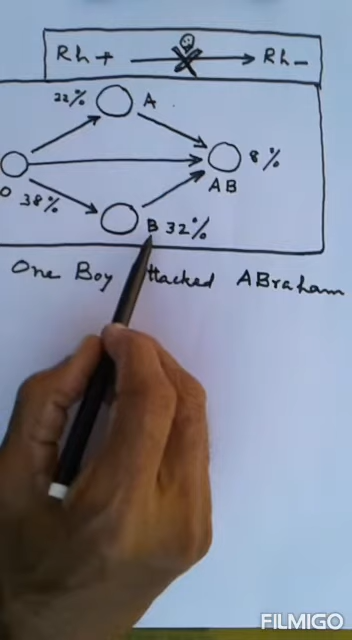 Rh + Rh -
22% A
8%
AB
O 38%
B 32%
One Boy Attacked ABraham
FILMIGO